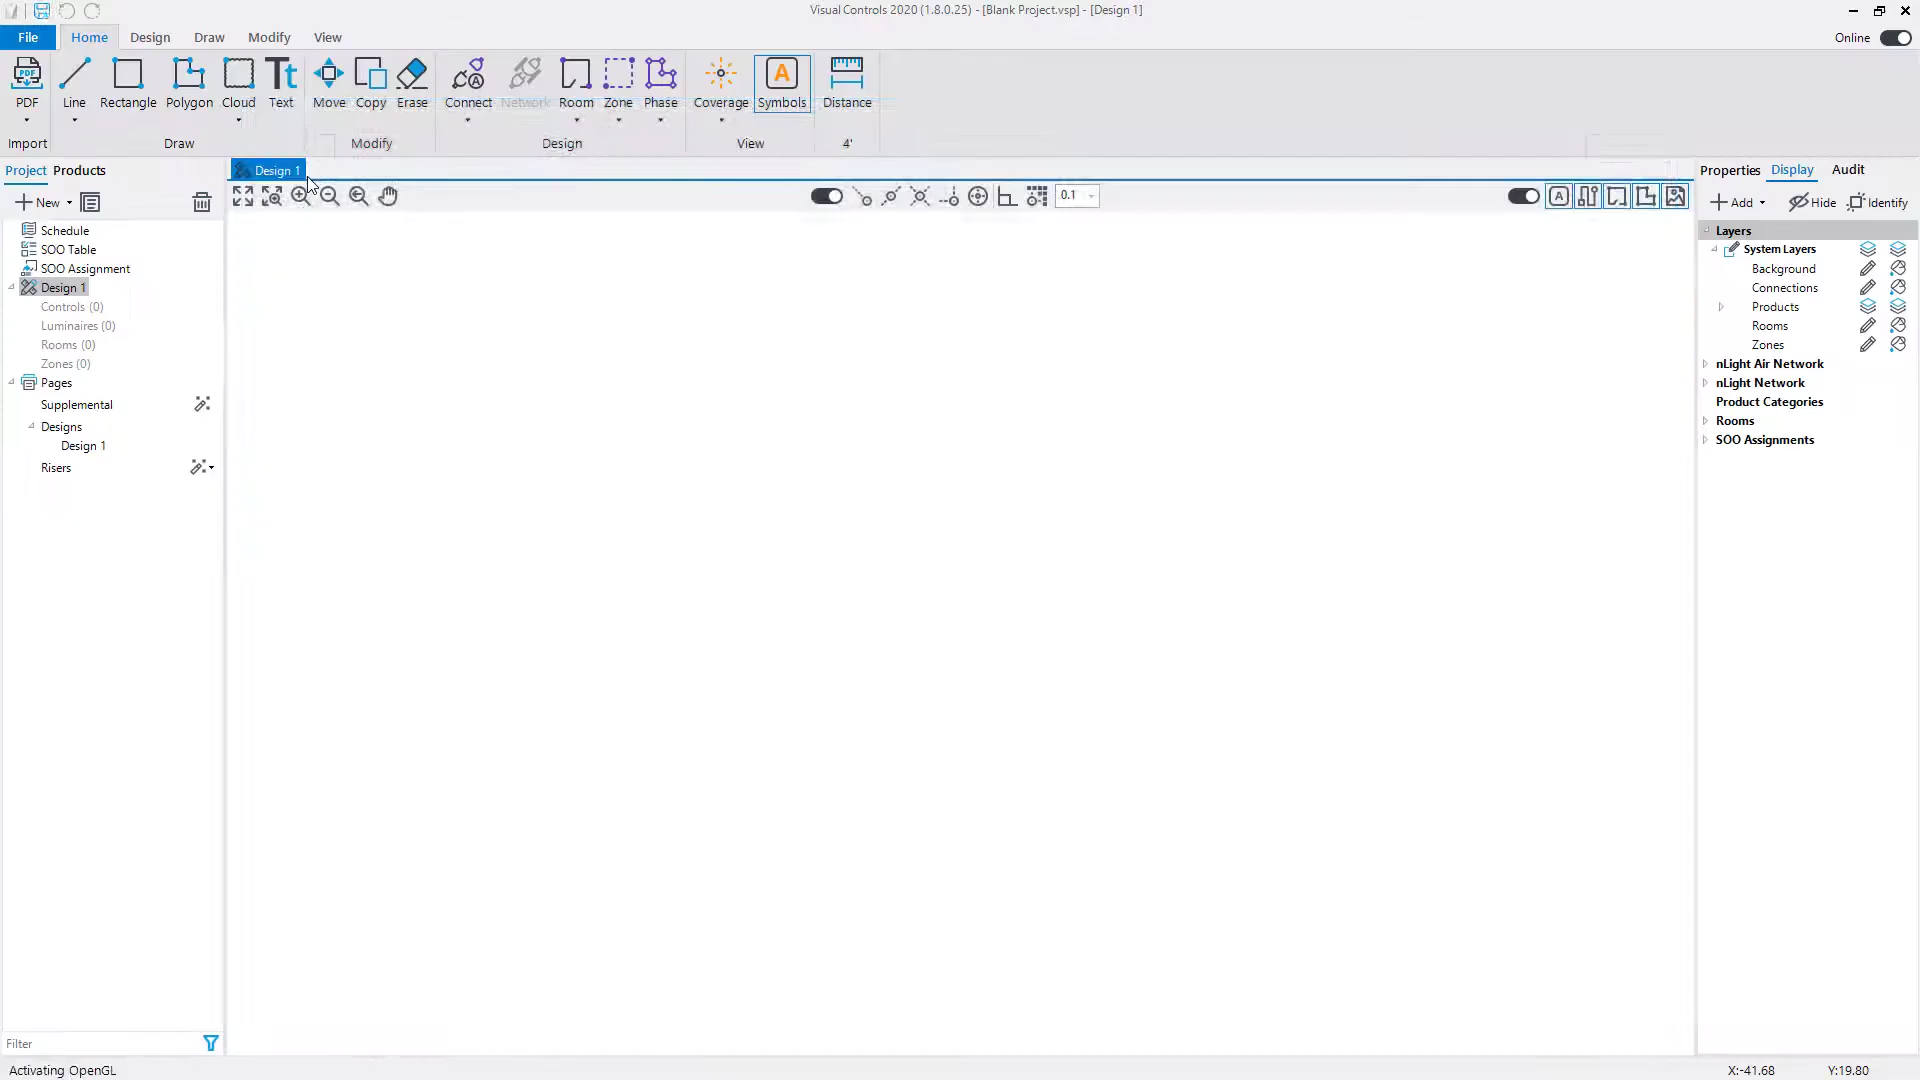 Visual Controls 2020 (1.8.0.25) - [Blank Project.vsp] - [Design 1]
File Home Design Draw Modify View Online
PDF Line Rectangle Polygon Cloud Text Move Copy Erase Connect Network Room Zone Phase Coverage Symbols Distance
Import Draw Modify Design View 4'
Project Products Design 1 Properties Display Audit
New 0.1 Add Hide Identify
Schedule
SOO Table
SOO Assignment
Design 1
Controls (0)
Luminaires (0)
Rooms (0)
Zones (0)
Pages
Supplemental
Designs
Design 1
Risers
Layers
System Layers
Background
Connections
Products
Rooms
Zones
nLight Air Network
nLight Network
Product Categories
Rooms
SOO Assignments
Filter
Activating OpenGL X:-41.68 Y:19.80